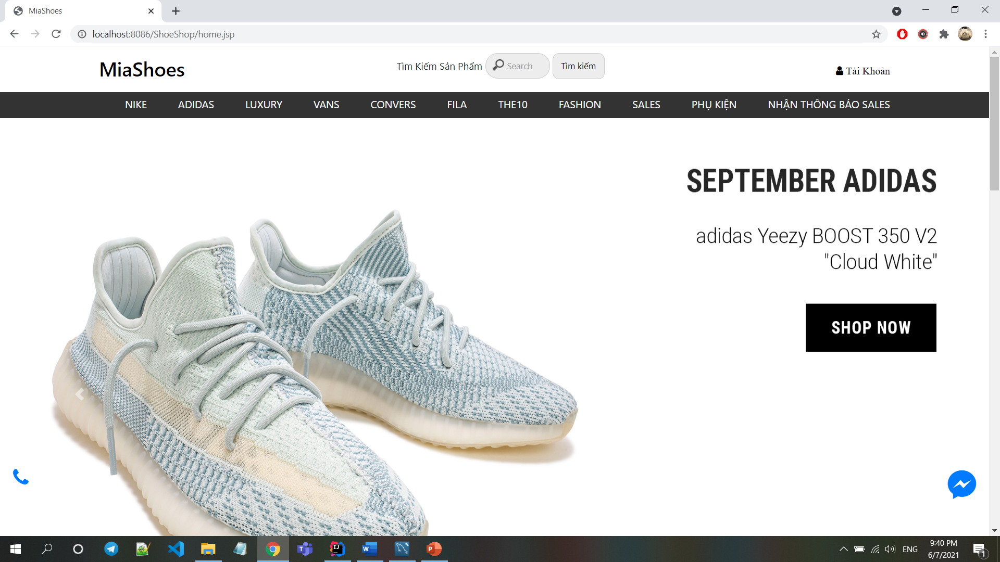 MiaShoes
localhost:8086/ShoeShop/home.jsp
MiaShoes
Tìm Kiếm Sản Phẩm Search Tìm kiếm
Tài Khoản
NIKE ADIDAS LUXURY VANS CONVERS FILA THE10 FASHION SALES PHỤ KIỆN NHẬN THÔNG BÁO SALES
SEPTEMBER ADIDAS
adidas Yeezy BOOST 350 V2
"Cloud White"
SHOP NOW
ENG
9:40 PM
6/7/2021
1